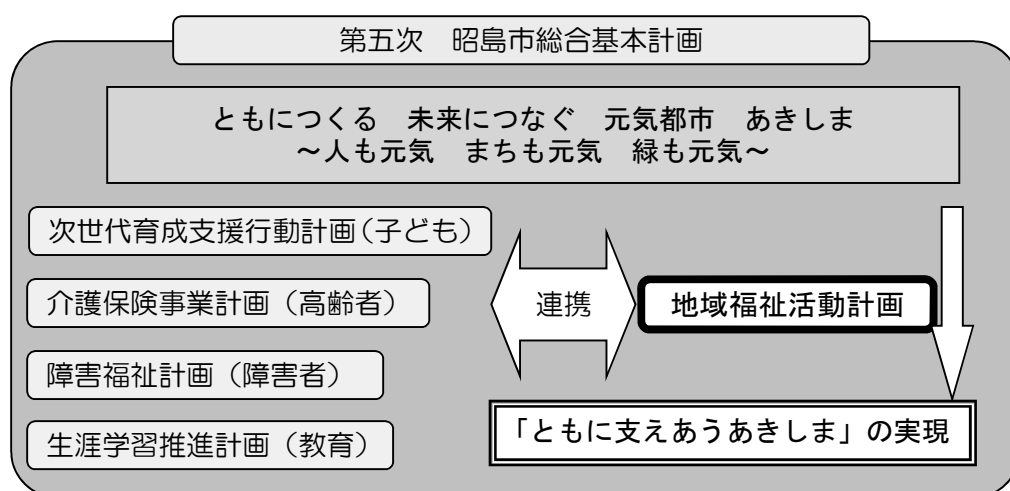 第五次　昭島市総合基本計画
ともにつくる　未来につなぐ　元気都市　あきしま
～人も元気　まちも元気　緑も元気～
次世代育成支援行動計画（子ども）
介護保険事業計画（高齢者）
障害福祉計画（障害者）
生涯学習推進計画（教育）
連携
地域福祉活動計画
「ともに支えあうあきしま」の実現